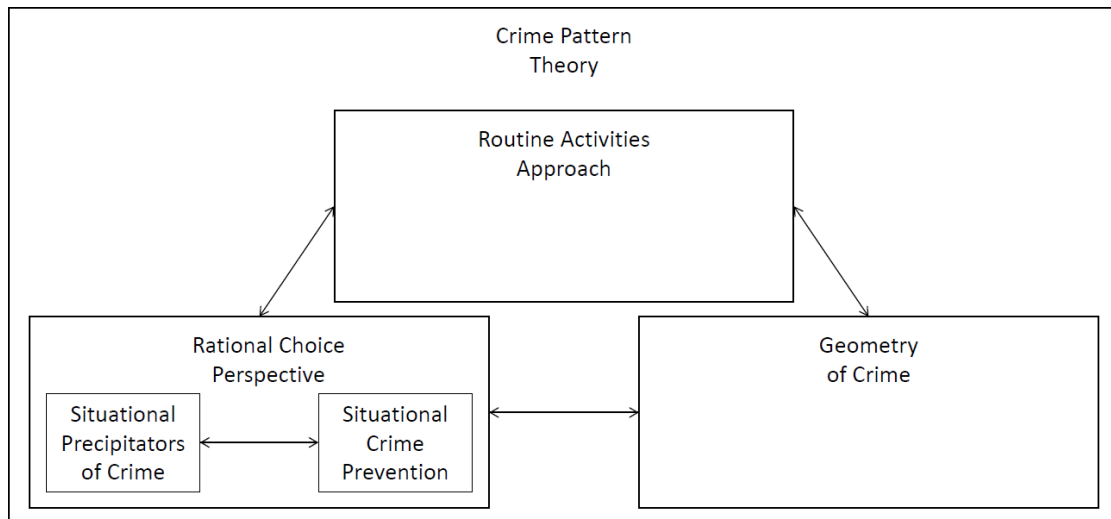 Crime Pattern
Theory
Routine Activities
Approach
Rational Choice
Perspective
Situational
Precipitators
of Crime
Situational
Crime
Prevention
Geometry
of Crime